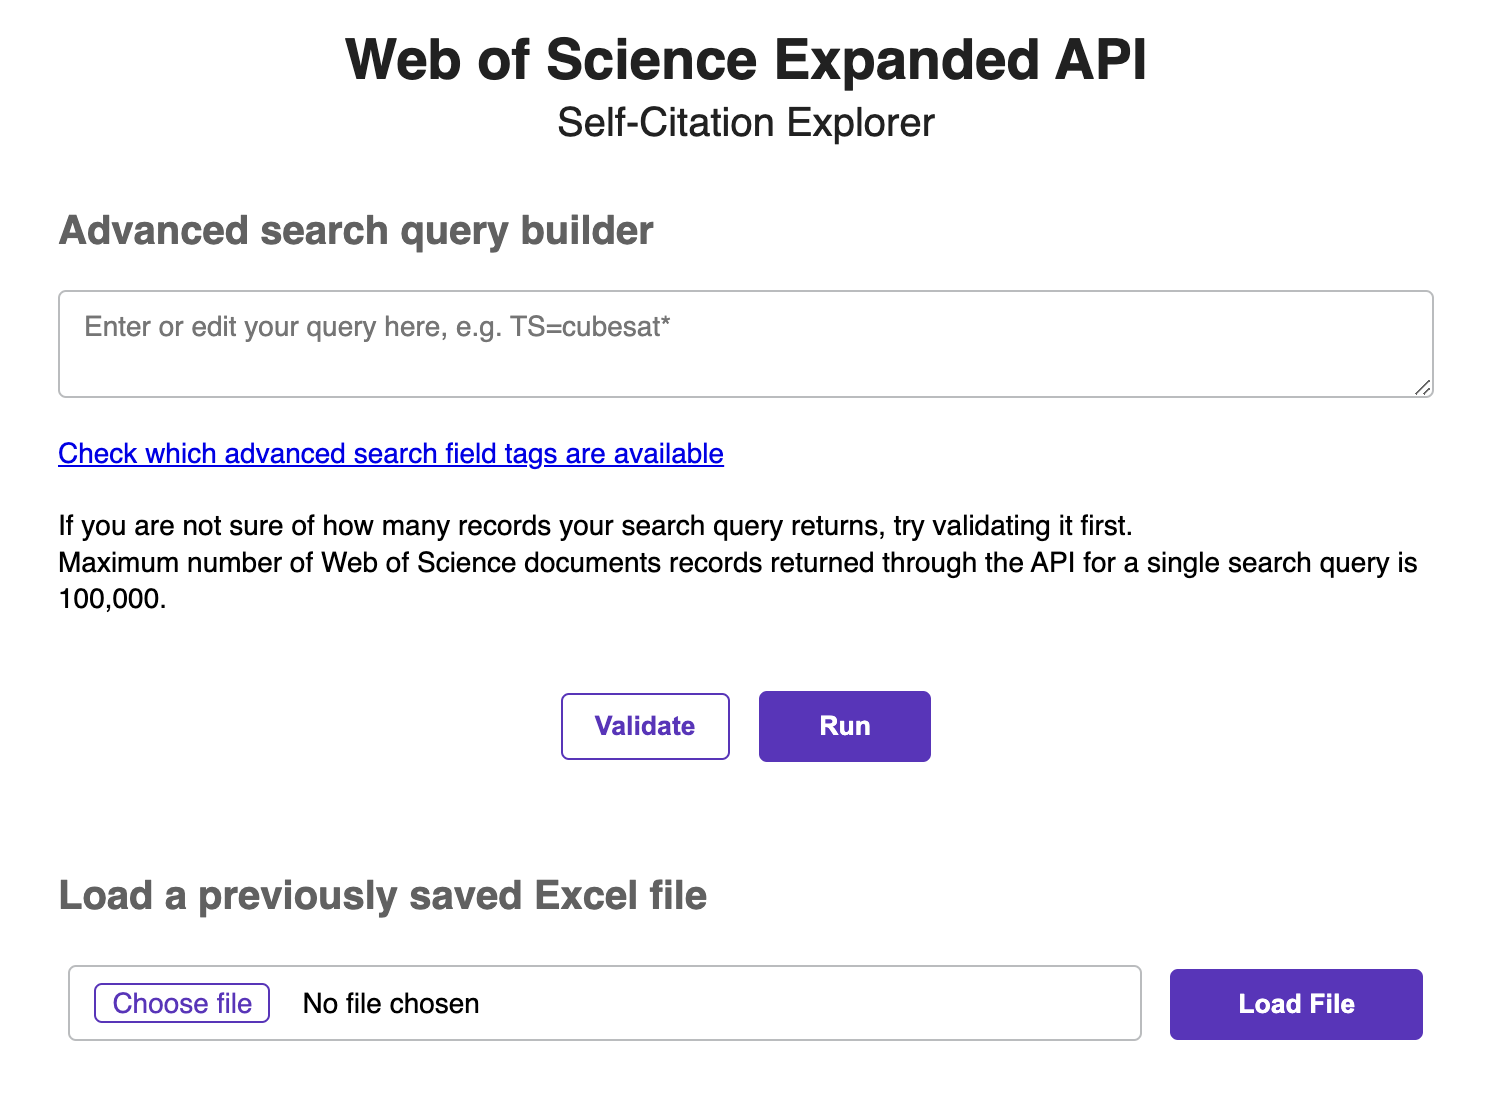 Web of Science Expanded API
Self-Citation Explorer
Advanced search query builder
Enter or edit your query here, e.g. TS=cubesat*
Check which advanced search field tags are available
If you are not sure of how many records your search query returns, try validating it first.
Maximum number of Web of Science documents records returned through the API for a single search query is
100,000.
Validate
Run
Load a previously saved Excel file
Choose file
No file chosen
Load File